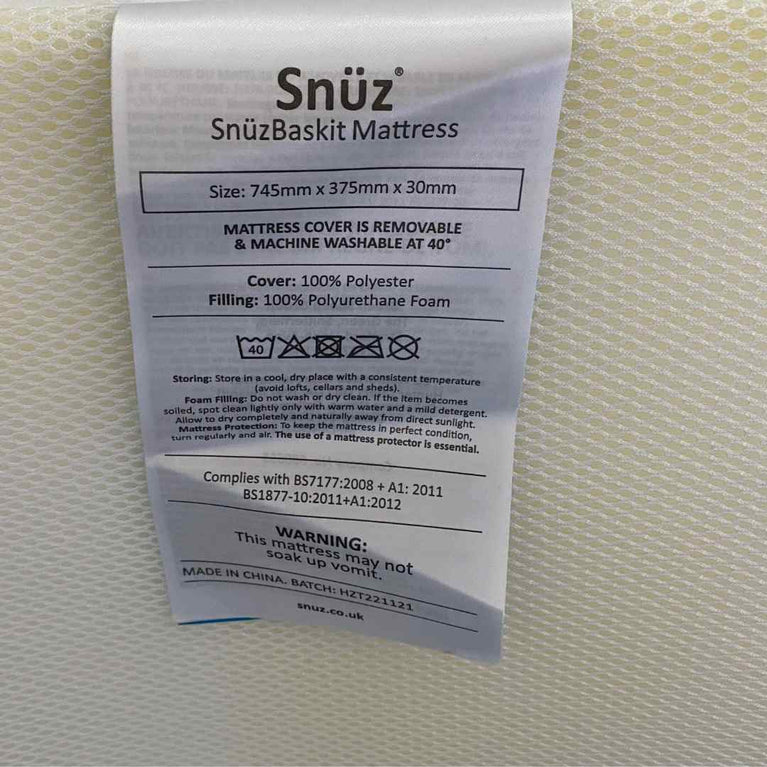 Snüz®
SnüzBaskit Mattress
Size: 745mm x 375mm x 30mm
MATTRESS COVER IS REMOVABLE
& MACHINE WASHABLE AT 40°
Cover: 100% Polyester
Filling: 100% Polyurethane Foam
40
Storing: Store in a cool, dry place with a consistent temperature
(avoid lofts, cellars and sheds).
Foam Filling: Do not wash or dry clean. If the item becomes
soiled, spot clean lightly only with warm water and a mild detergent.
Allow to dry completely and naturally away from direct sunlight.
Mattress Protection: To keep the mattress in perfect condition,
turn regularly and air. The use of a mattress protector is essential.
Complies with BS7177:2008 + A1: 2011
BS1877-10:2011+A1:2012
WARNING:
This mattress may not
soak up vomit.
MADE IN CHINA. BATCH: HZT221121
snuz.co.uk